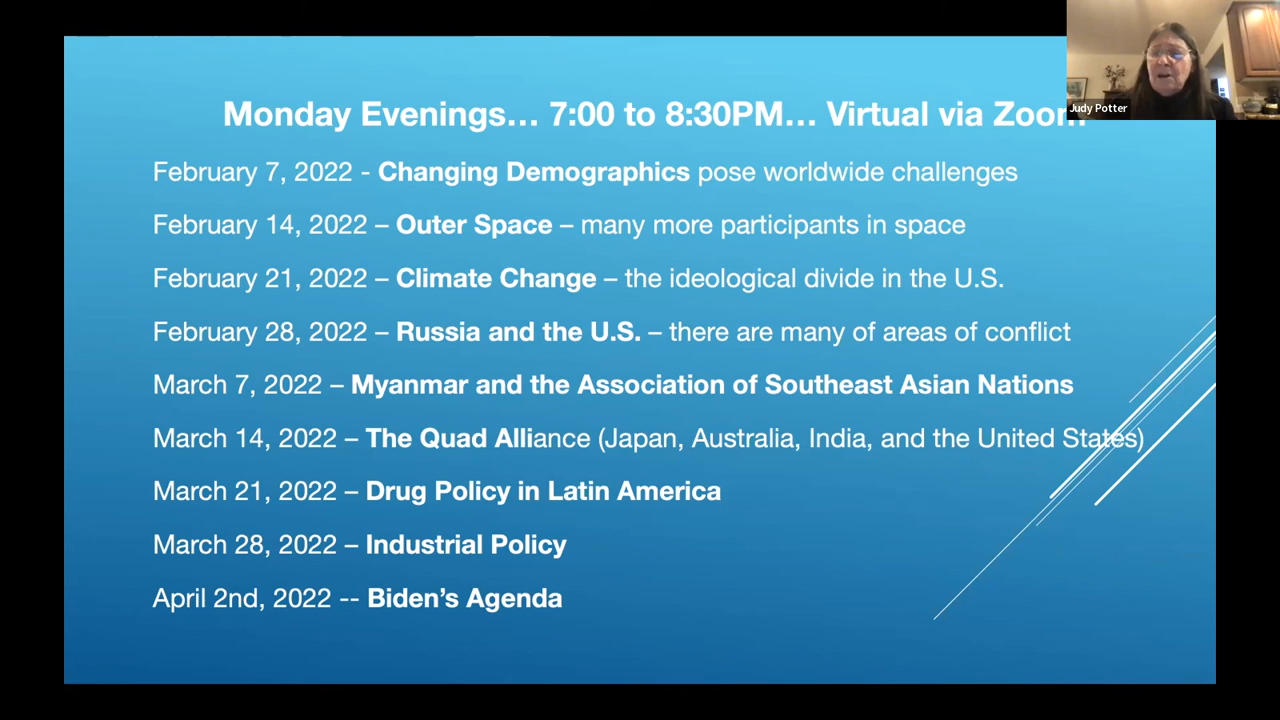 Monday Evenings... 7:00 to 8:30PM... Virtual via Zoom
Judy Potter
February 7, 2022 - Changing Demographics pose worldwide challenges
February 14, 2022 – Outer Space – many more participants in space
February 21, 2022 – Climate Change – the ideological divide in the U.S.
February 28, 2022 – Russia and the U.S. – there are many of areas of conflict
March 7, 2022 – Myanmar and the Association of Southeast Asian Nations
March 14, 2022 – The Quad Alliance (Japan, Australia, India, and the United States)
March 21, 2022 – Drug Policy in Latin America
March 28, 2022 – Industrial Policy
April 2nd, 2022 -- Biden’s Agenda